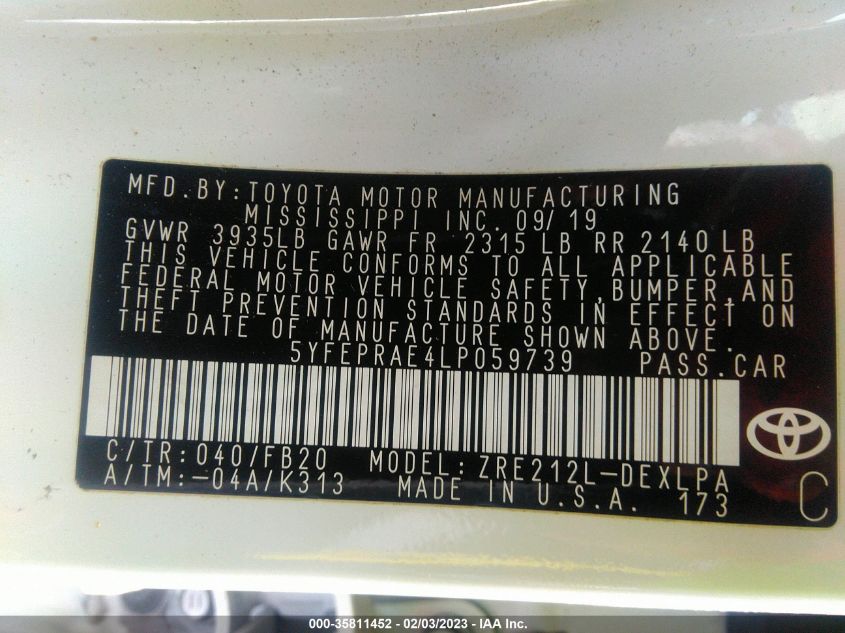 MFD.BY:TOYOTA MOTOR MANUFACTURING
MISSISSIPPI INC. 09/19
GVWR 3935LB GAWR FR 2315 LB RR 2140 LB
THIS VEHICLE CONFORMS TO ALL APPLICABLE
FEDERAL MOTOR VEHICLE SAFETY, BUMPER, AND
THEFT PREVENTION STANDARDS IN EFFECT ON
THE DATE OF MANUFACTURE SHOWN ABOVE.
5YFEPRAE4LP059739 PASS.CAR
C/TR:040/FB20 MODEL:ZRE212L-DEXLPA
A/TM:-04A/K313 MADE IN U.S.A. 173
C
000-35811452 - 02/03/2023 - IAA Inc.